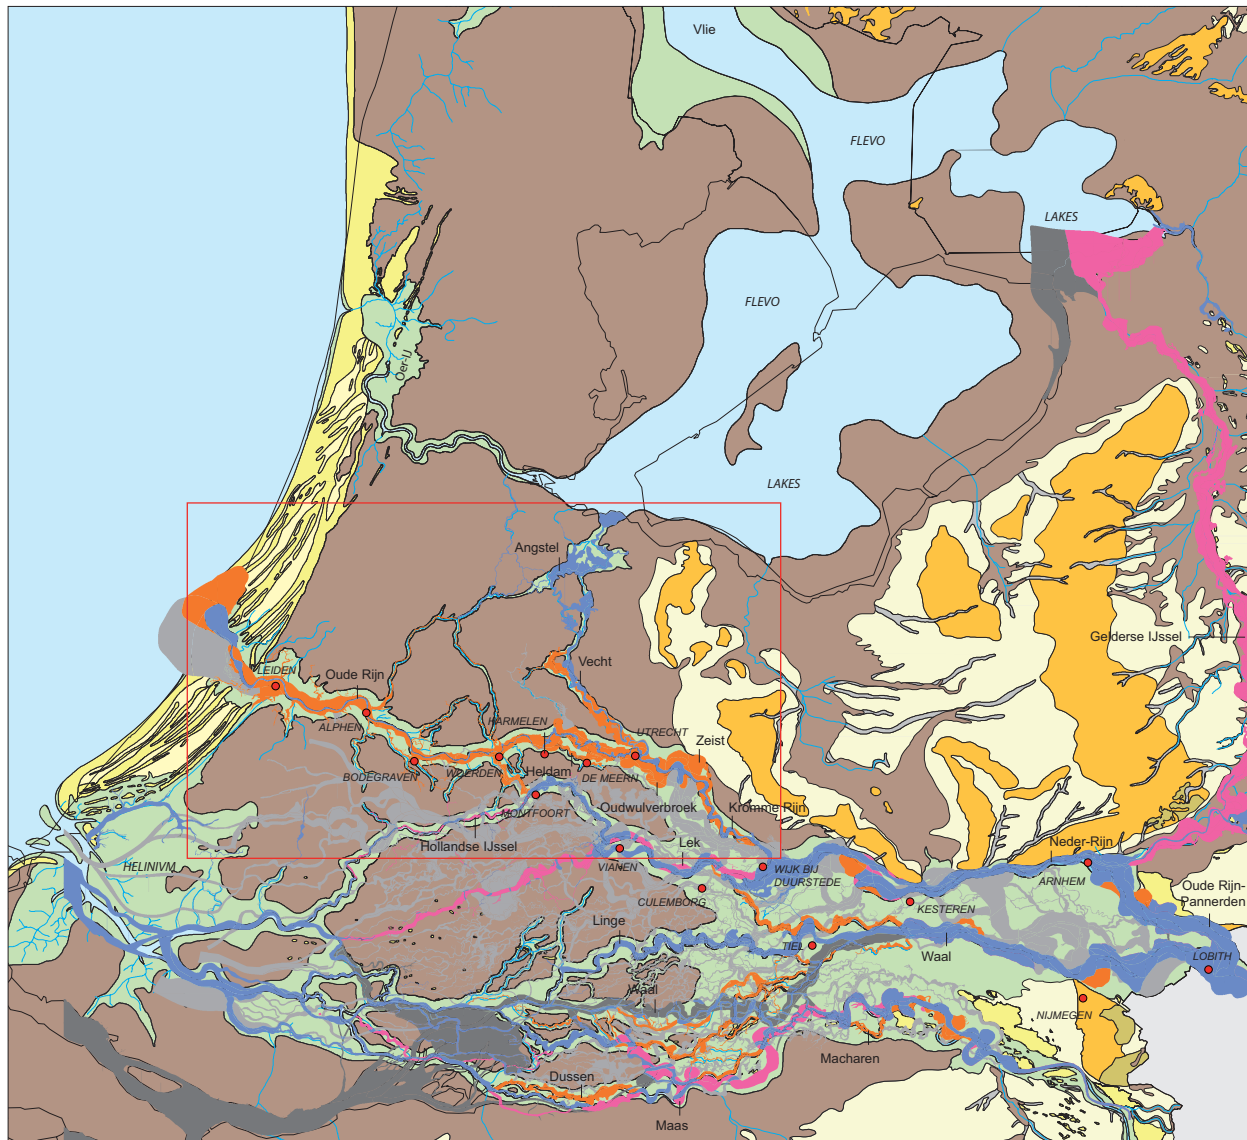 Vlie
FLEVO
LAKES
FLEVO
Oer-IJ
LAKES
Angstel
Gelderse IJssel
Vecht
LEIDEN
Oude Rijn
ALPHEN
HARMELEN
UTRECHT
Zeist
BODEGRAVEN
WOERDEN
Heldam
DE MEERN
MONTFOORT
Oudwulverbroek
Kromme Rijn
Hollandse IJssel
Lek
Neder-Rijn
HELINIVM
VIANEN
WIJK BIJ
DUURSTEDE
ARNHEM
Oude Rijn-
Pannerden
CULEMBORG
KESTEREN
Linge
TIEL
Waal
LOBITH
Waal
NIJMEGEN
Macharen
Dussen
Maas